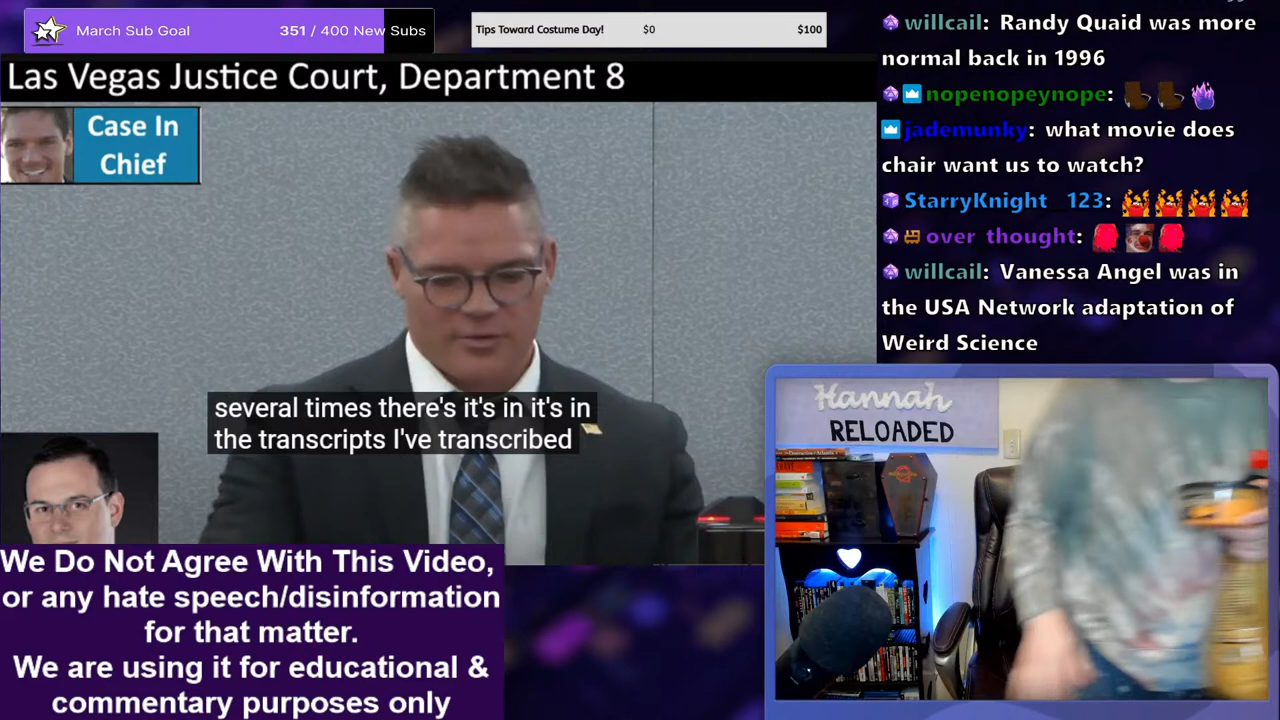 March Sub Goal
351 / 400 New Subs
Tips Toward Costume Day!
$0
$100
Las Vegas Justice Court, Department 8
Case In
Chief
several times there's it's in it's in
the transcripts I've transcribed
We Do Not Agree With This Video,
or any hate speech/disinformation
for that matter.
We are using it for educational &
commentary purposes only
willcail: Randy Quaid was more
normal back in 1996
nopenopeynope:
jademunky: what movie does
chair want us to watch?
StarryKnight_123:
over_thought:
willcail: Vanessa Angel was in
the USA Network adaptation of
Weird Science
Hannah
RELOADED